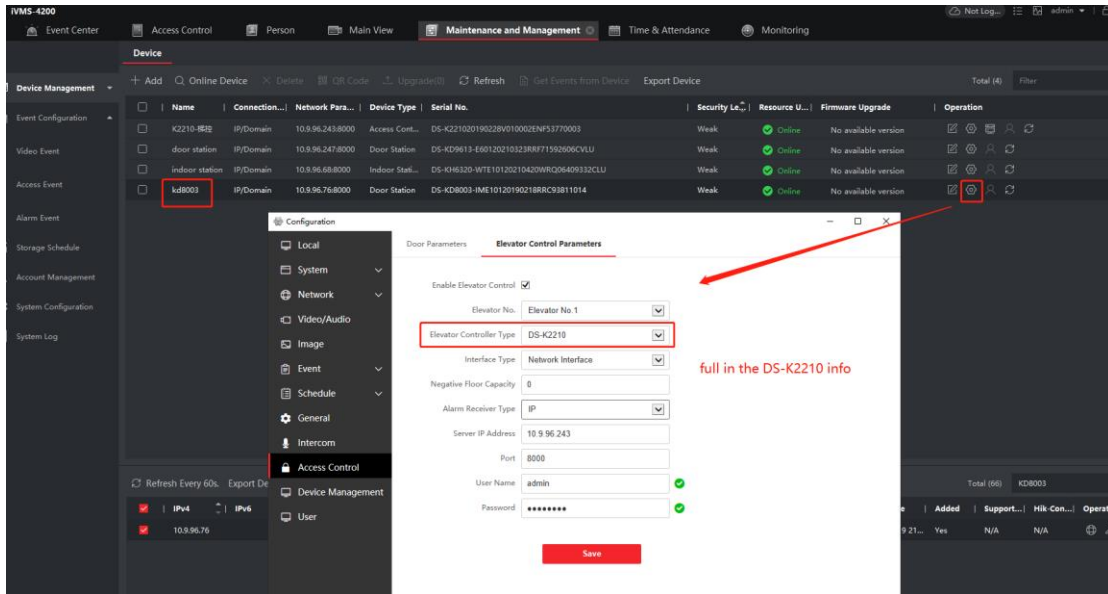 iVMS-4200
Not Log... admin
Event Center Access Control Person Main View Maintenance and Management Time & Attendance Monitoring
Device
Device Management
Event Configuration
Video Event
Access Event
Alarm Event
Storage Schedule
Account Management
System Configuration
System Log
+ Add Online Device Delete QR Code Upgrade(0) Refresh Get Events from Device Export Device Total (4) Filter
Name Connection... Network Para... Device Type Serial No. Security Le... Resource U... Firmware Upgrade Operation
K2210-梯控 IP/Domain 10.9.96.243:8000 Access Cont... DS-K221020190228V010002ENF53770003 Weak Online No available version
door station IP/Domain 10.9.96.247:8000 Door Station DS-KD9613-E60120210323RRF71592606CVLU Weak Online No available version
indoor station IP/Domain 10.9.96.68:8000 Indoor Stati... DS-KH6320-WTE10120210420WRQ06409332CLU Weak Online No available version
kd8003 IP/Domain 10.9.96.76:8000 Door Station DS-KD8003-IME10120190218RRC93811014 Weak Online No available version
Configuration
Local
System
Network
Video/Audio
Image
Event
Schedule
General
Intercom
Access Control
Device Management
User
Door Parameters Elevator Control Parameters
Enable Elevator Control
Elevator No. Elevator No.1
Elevator Controller Type DS-K2210
Interface Type Network Interface
Negative Floor Capacity 0
Alarm Receiver Type IP
Server IP Address 10.9.96.243
Port 8000
User Name admin
Password ••••••••
Save
full in the DS-K2210 info
Refresh Every 60s. Export De
Total (66) KD8003
IPv4 IPv6 Added Support... Hik-Con... Operat
10.9.96.76 9 21... Yes N/A N/A